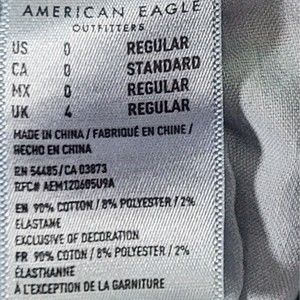 AMERICAN EAGLE
OUTFITTERS
US 0 REGULAR
CA 0 STANDARD
MX 0 REGULAR
UK 4 REGULAR
MADE IN CHINA / FABRIQUÉ EN CHINE /
HECHO EN CHINA
RN 54485/CA 03873
RFC# AEM120605U9A
EN 90% COTTON / 8% POLYESTER / 2%
ELASTANE
EXCLUSIVE OF DECORATION
FR 90% COTON / 8% POLYESTER / 2%
ÉLASTHANNE
À L'EXCEPTION DE LA GARNITURE